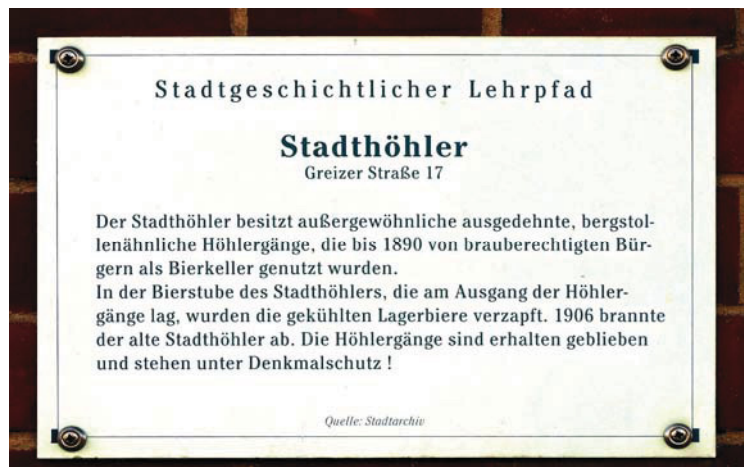 Stadtgeschichtlicher Lehrpfad
Stadthöhler
Greizer Straße 17
Der Stadthöhler besitzt außergewöhnliche ausgedehnte, bergstol-
lenähnliche Höhlergänge, die bis 1890 von brauberechtigten Bür-
gern als Bierkeller genutzt wurden.
In der Bierstube des Stadthöhlers, die am Ausgang der Höhler-
gänge lag, wurden die gekühlten Lagerbiere verzapft. 1906 brannte
der alte Stadthöhler ab. Die Höhlergänge sind erhalten geblieben
und stehen unter Denkmalschutz !
Quelle: Stadtarchiv